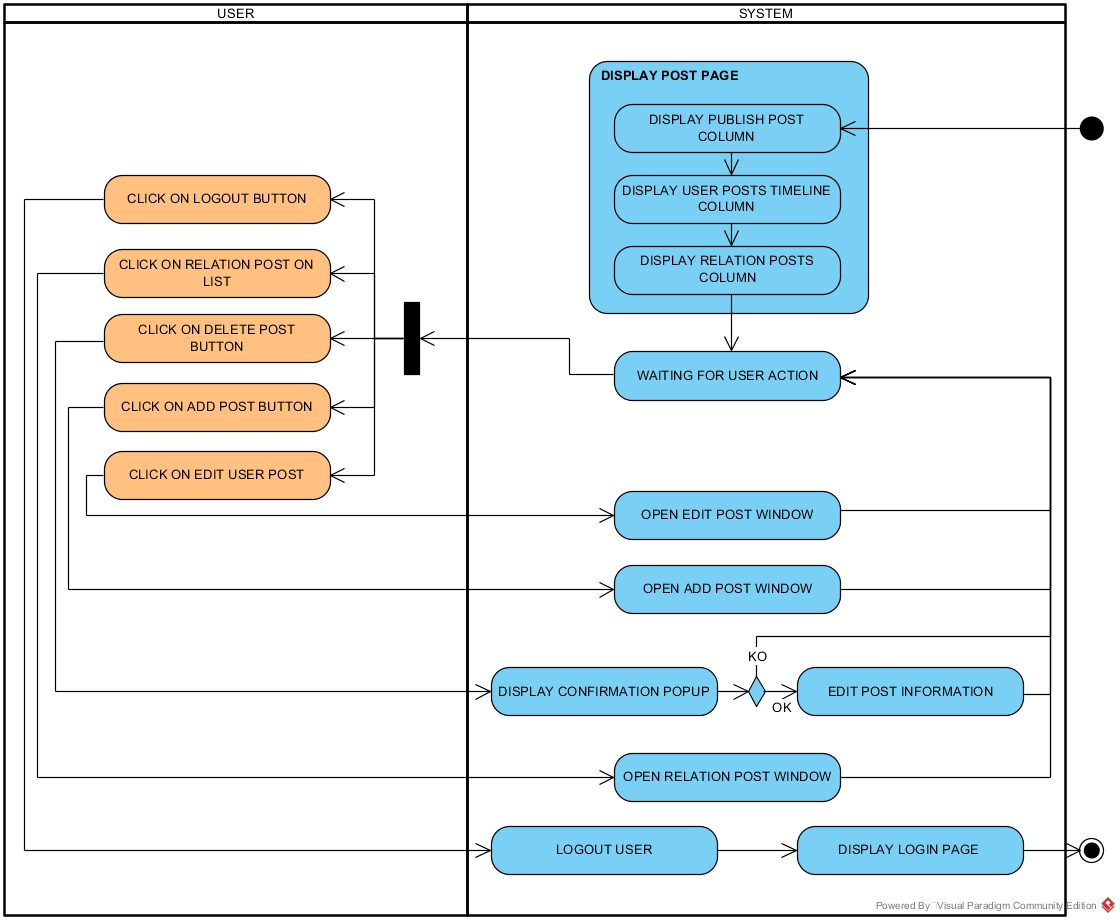 USER
SYSTEM
DISPLAY POST PAGE
DISPLAY PUBLISH POST
COLUMN
DISPLAY USER POSTS TIMELINE
COLUMN
DISPLAY RELATION POSTS
COLUMN
WAITING FOR USER ACTION
CLICK ON LOGOUT BUTTON
CLICK ON RELATION POST ON
LIST
CLICK ON DELETE POST
BUTTON
CLICK ON ADD POST BUTTON
CLICK ON EDIT USER POST
OPEN EDIT POST WINDOW
OPEN ADD POST WINDOW
KO
DISPLAY CONFIRMATION POPUP
OK
EDIT POST INFORMATION
OPEN RELATION POST WINDOW
LOGOUT USER
DISPLAY LOGIN PAGE
Powered By Visual Paradigm Community Edition